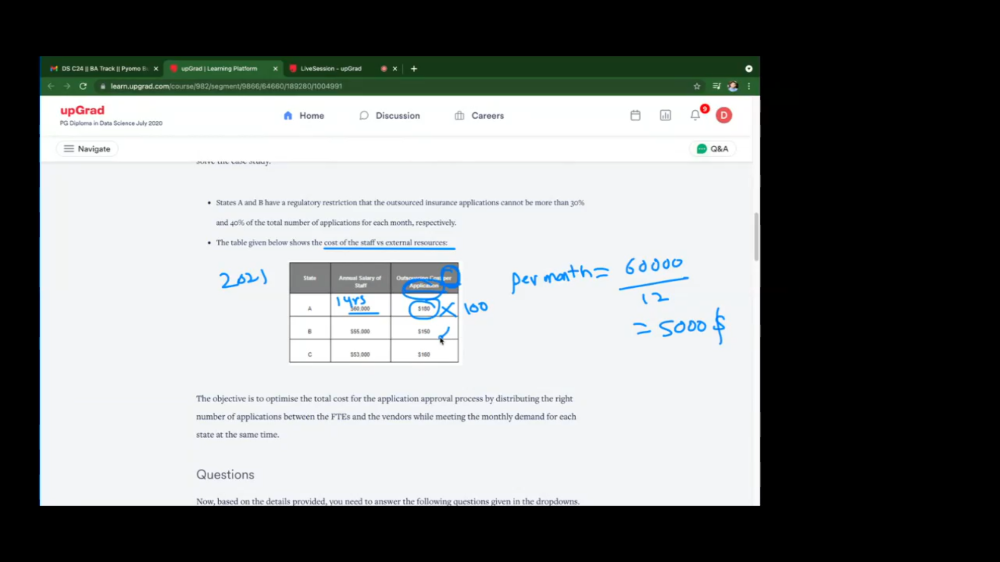 DS C24 || BA Track || Pyomo Bu
upGrad | Learning Platform
LiveSession - upGrad
learn.upgrad.com/course/982/segment/9866/64660/189280/1004991
upGrad
PG Diploma in Data Science July 2020
Home
Discussion
Careers
9
D
Navigate
Q&A
solve the case study.
• States A and B have a regulatory restriction that the outsourced insurance applications cannot be more than 30%
and 40% of the total number of applications for each month, respectively.
• The table given below shows the cost of the staff vs external resources:
2021
State
Annual Salary of
Staff
Outsourcing Cost per
Application
1 yrs
A $60,000 $180 × 100
B $55,000 $150
C $53,000 $160
per month = 60000
12
= 5000 $
The objective is to optimise the total cost for the application approval process by distributing the right
number of applications between the FTEs and the vendors while meeting the monthly demand for each
state at the same time.
Questions
Now, based on the details provided, you need to answer the following questions given in the dropdowns.